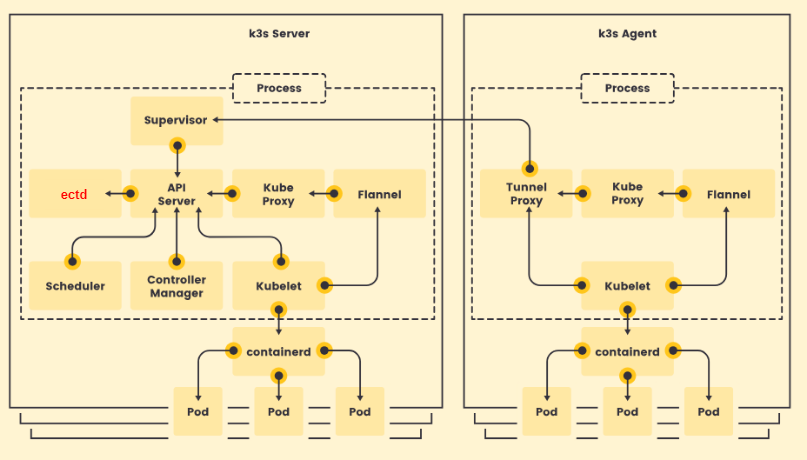 k3s Server
k3s Agent
Process
Process
Supervisor
ectd
API
Server
Kube
Proxy
Flannel
Tunnel
Proxy
Kube
Proxy
Flannel
Scheduler
Controller
Manager
Kubelet
Kubelet
containerd
containerd
Pod
Pod
Pod
Pod
Pod
Pod